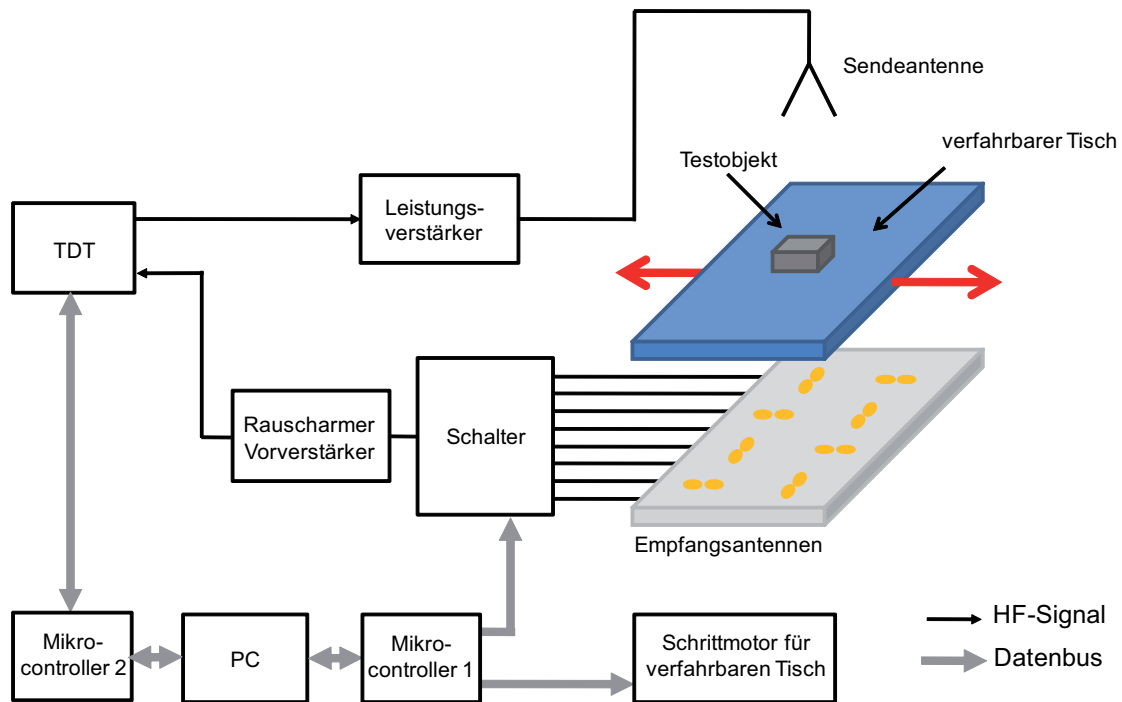 Sendeantenne
verfahrbarer Tisch
Testobjekt
Leistungs-
verstärker
TDT
Rauscharmer
Vorverstärker
Schalter
Empfangsantennen
Mikro-
controller 2
PC
Mikro-
controller 1
Schrittmotor für
verfahrbaren Tisch
HF-Signal
Datenbus